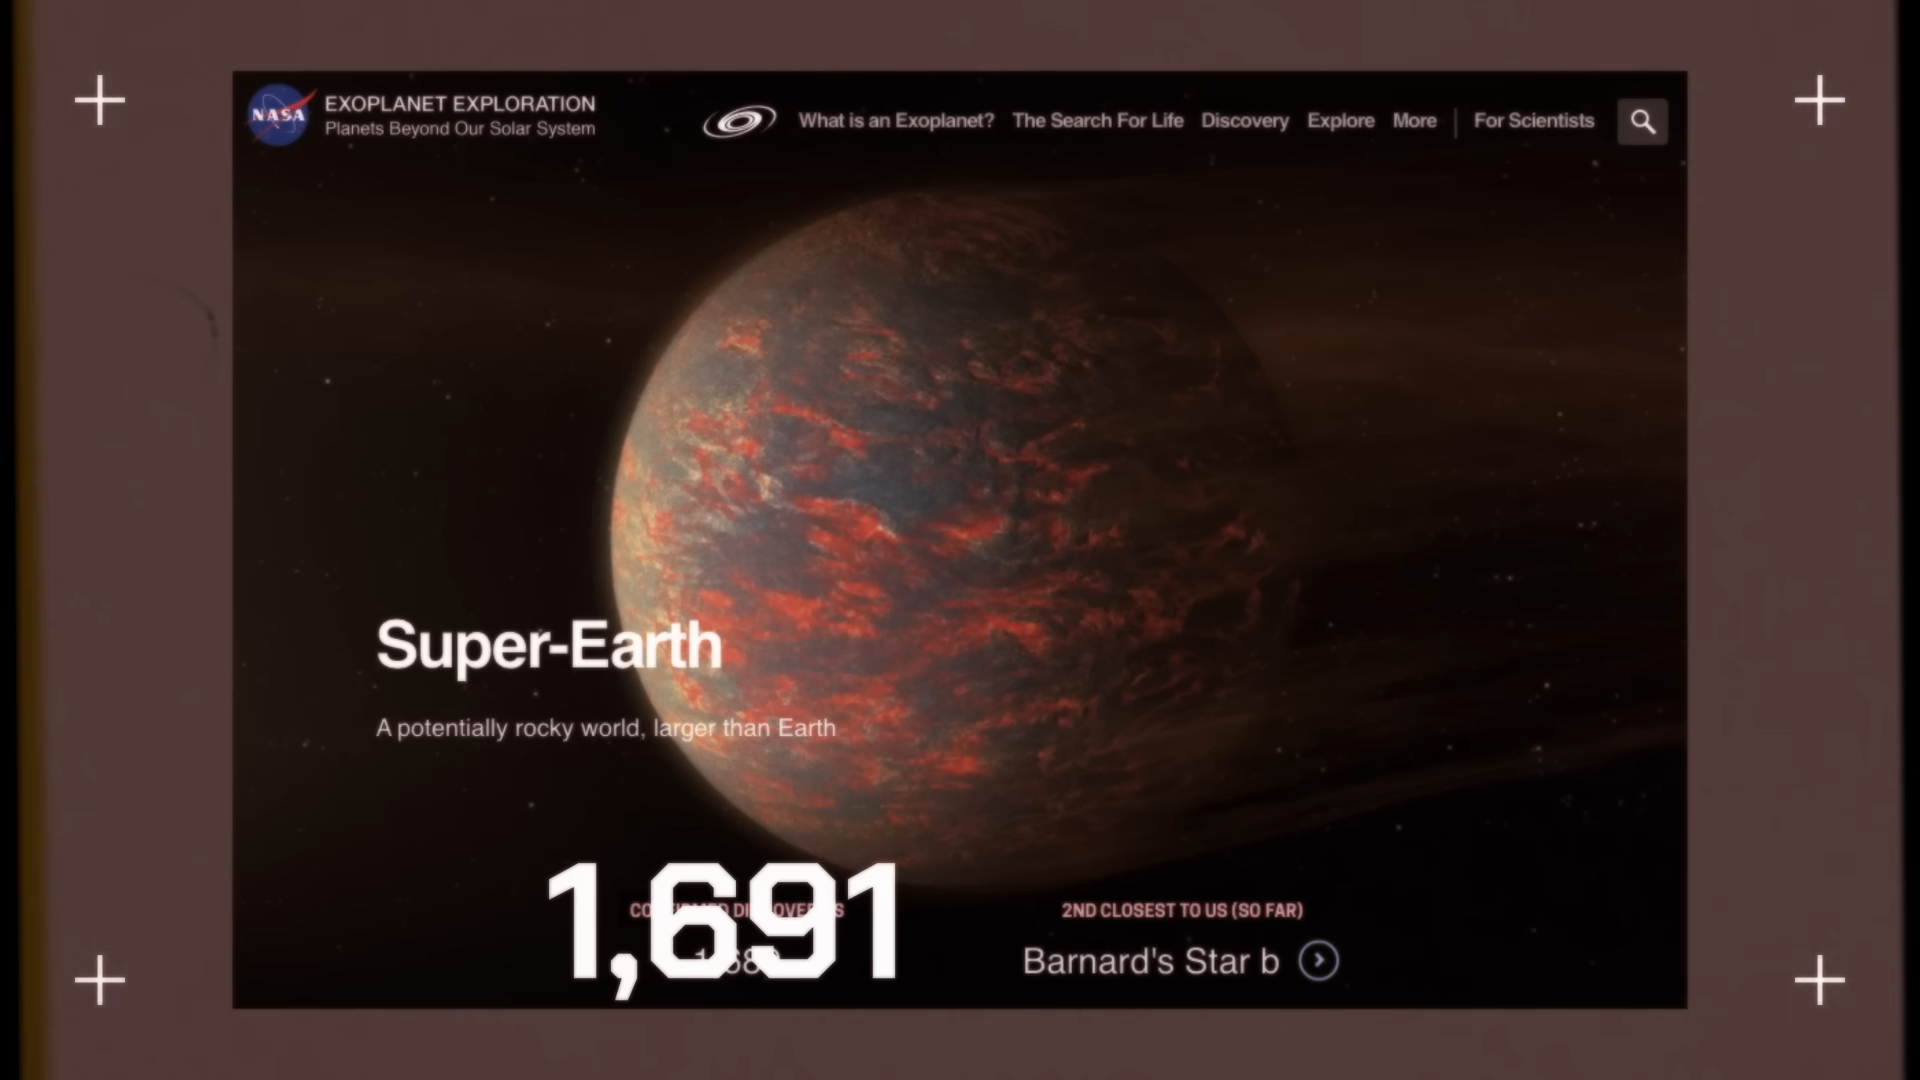 NASA
EXOPLANET EXPLORATION
Planets Beyond Our Solar System
What is an Exoplanet? The Search For Life Discovery Explore More | For Scientists
Super-Earth
A potentially rocky world, larger than Earth
1,691
2ND CLOSEST TO US (SO FAR)
Barnard's Star b